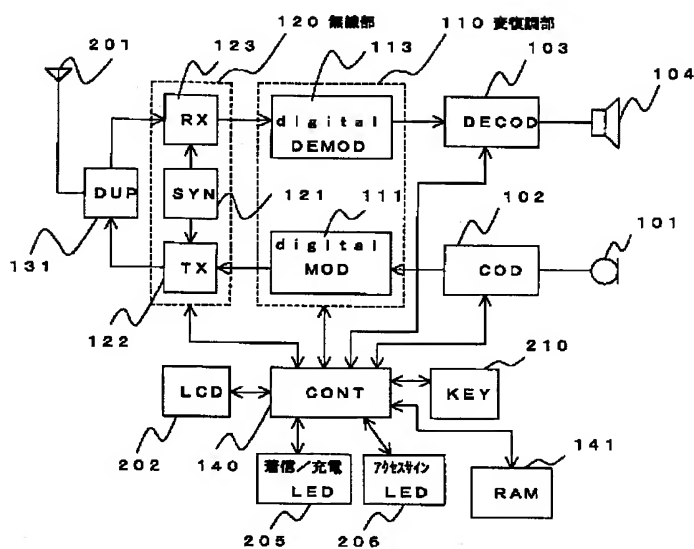 201
120 無線部
123
113
110 変復調部
103
104
RX
digital
DEMOD
DECOD
DUP
SYN
121
111
102
101
digital
MOD
COD
131
TX
122
210
LCD
CONT
KEY
202
140
着信／充電
LED
アクセスサイン
LED
141
RAM
205
206